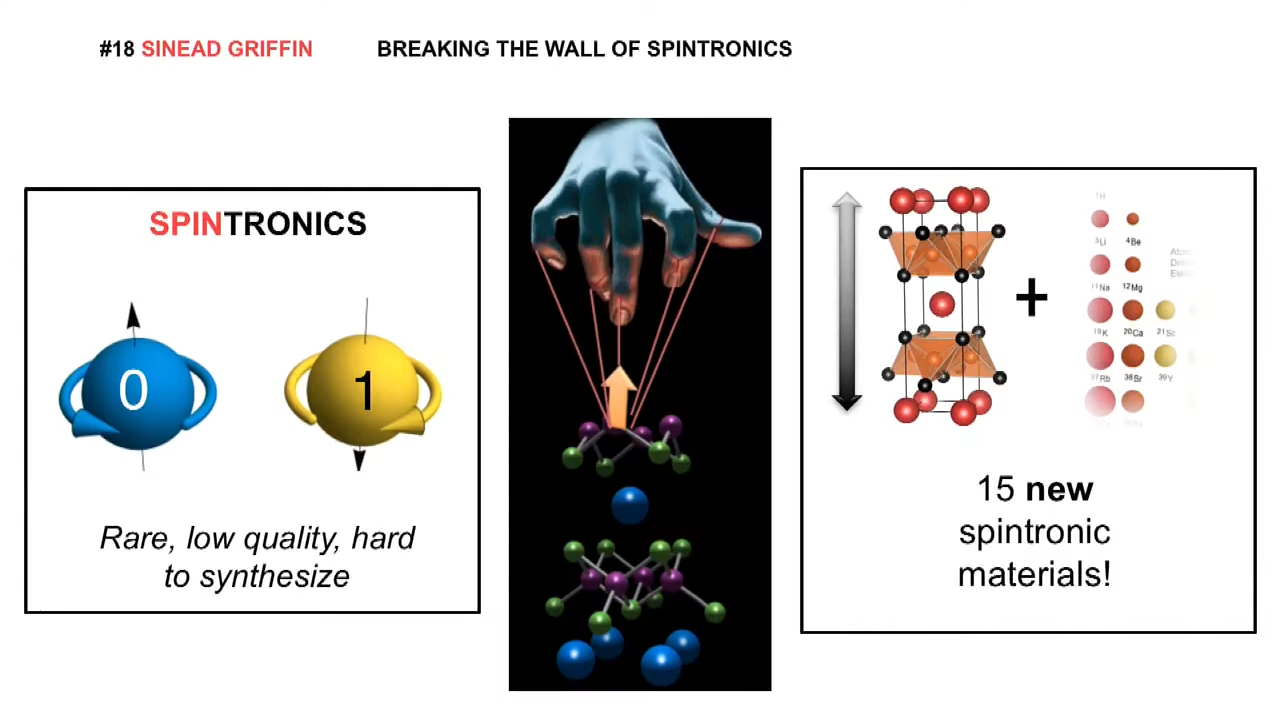 #18 SINEAD GRIFFIN BREAKING THE WALL OF SPINTRONICS
SPINTRONICS
0
1
Rare, low quality, hard
to synthesize
+
1H
3Li 4Be
11Na 12Mg
19K 20Ca 21Sc
37Rb 38Sr 39Y
15 new
spintronic
materials!